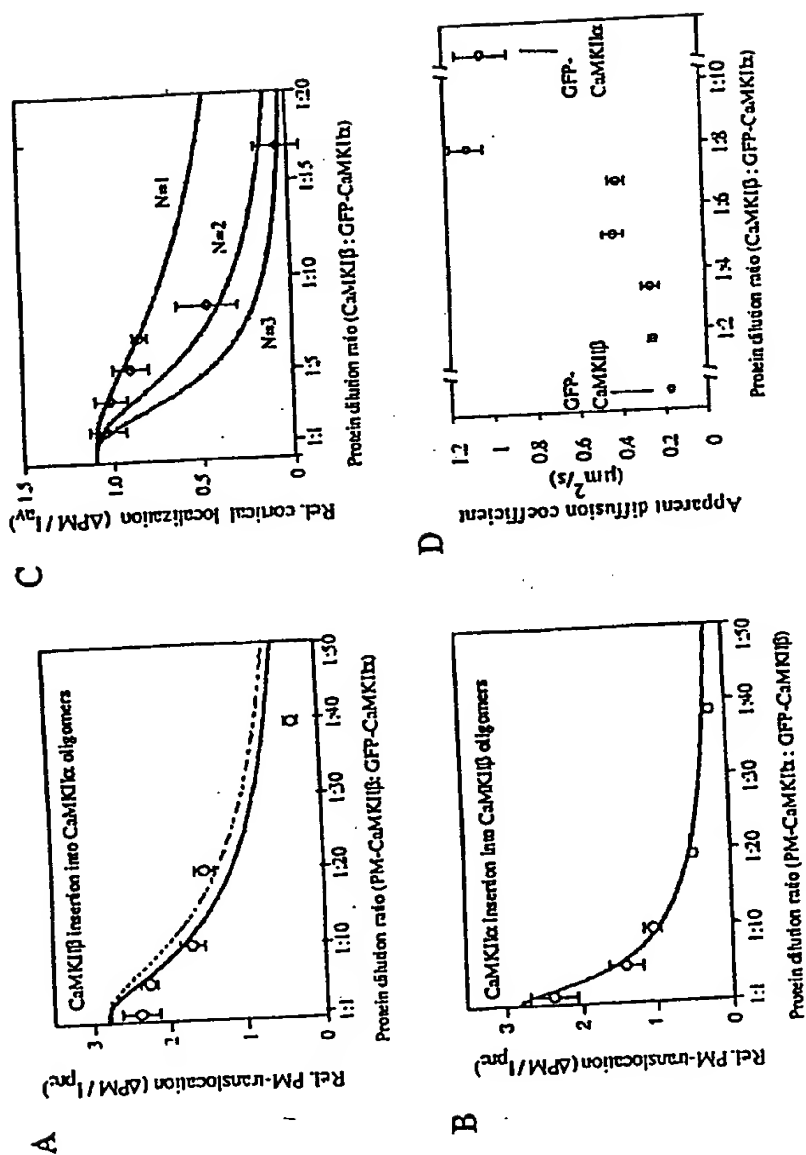 A
CaMKIIβ insertion into CaMKIIα oligomers
Rel. PM-translocation (ΔPM/Iprc)
3
2
1
0
1:1
1:10
1:20
1:30
1:40
1:50
Protein dilution ratio (PM-CaMKIIβ: GFP-CaMKIIα)
B
CaMKIIα insertion into CaMKIIβ oligomers
Rel. PM-translocation (ΔPM/Iprc)
3
2
1
0
1:1
1:10
1:20
1:30
1:40
1:50
Protein dilution ratio (PM-CaMKIIα: GFP-CaMKIIβ)
C
Rel. cortical localization (ΔPM/Iav)
1.5
1.0
0.5
0
N=1
N=2
N=3
1:1
1:5
1:10
1:15
1:20
Protein dilution ratio (CaMKIIβ: GFP-CaMKIIα)
D
Apparent diffusion coefficient
(μm²/s)
1.2
1
0.8
0.6
0.4
0.2
0
GFP-
CaMKIIβ
GFP-
CaMKIIα
1:2
1:4
1:6
1:8
1:10
Protein dilution ratio (CaMKIIβ: GFP-CaMKIIα)